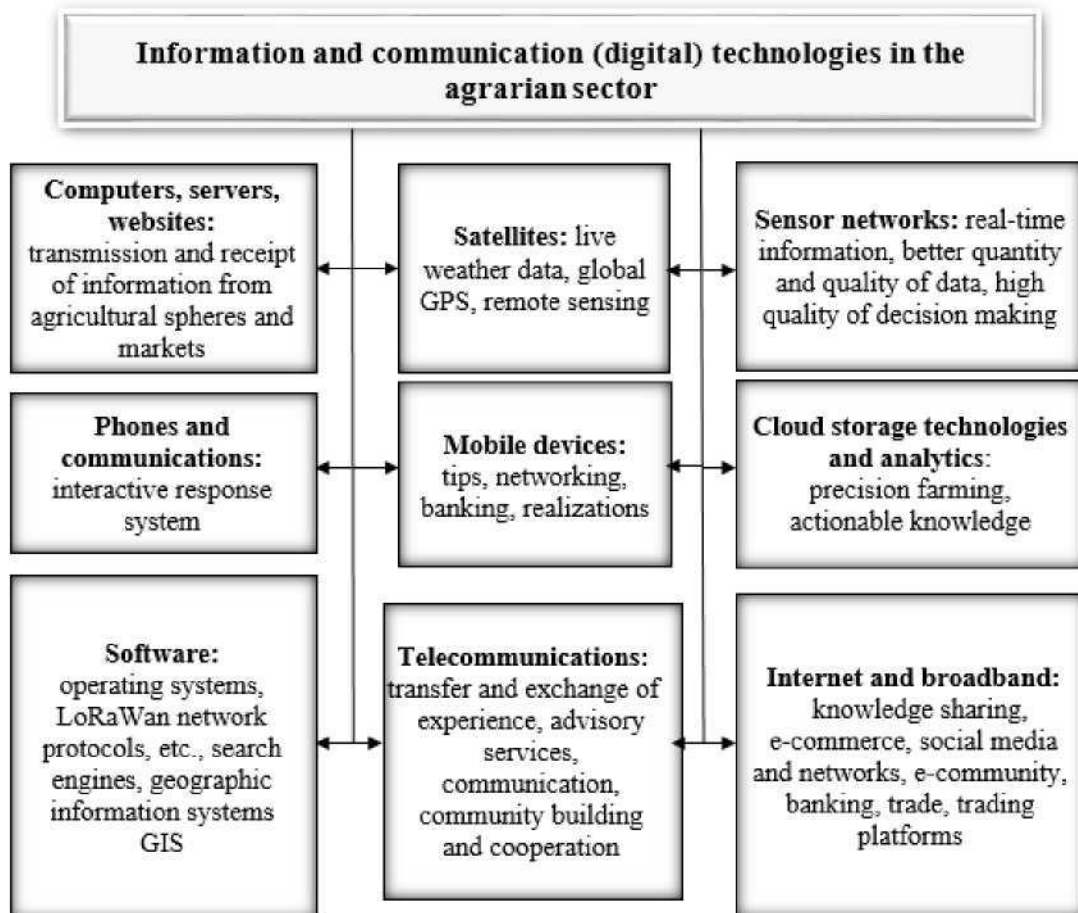 Information and communication (digital) technologies in the
agrarian sector
Computers, servers,
websites:
transmission and receipt
of information from
agricultural spheres and
markets
Satellites: live
weather data, global
GPS, remote sensing
Sensor networks: real-time
information, better quantity
and quality of data, high
quality of decision making
Phones and
communications:
interactive response
system
Mobile devices:
tips, networking,
banking, realizations
Cloud storage technologies
and analytics:
precision farming,
actionable knowledge
Software:
operating systems,
LoRaWan network
protocols, etc., search
engines, geographic
information systems
GIS
Telecommunications:
transfer and exchange of
experience, advisory
services,
communication,
community building
and cooperation
Internet and broadband:
knowledge sharing,
e-commerce, social media
and networks, e-community,
banking, trade, trading
platforms